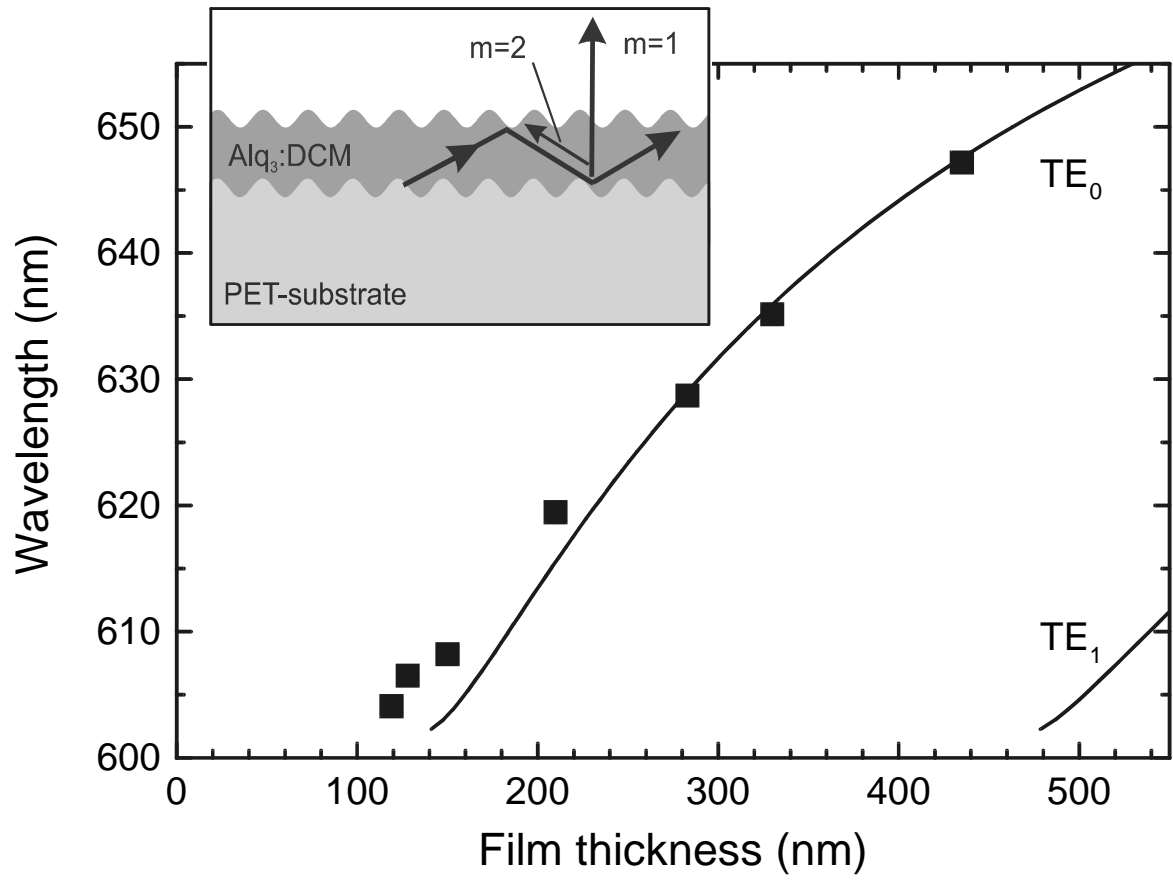 m=2
m=1
Alq₃:DCM
PET-substrate
TE₀
TE₁
Wavelength (nm)
650
640
630
620
610
600
0 100 200 300 400 500
Film thickness (nm)